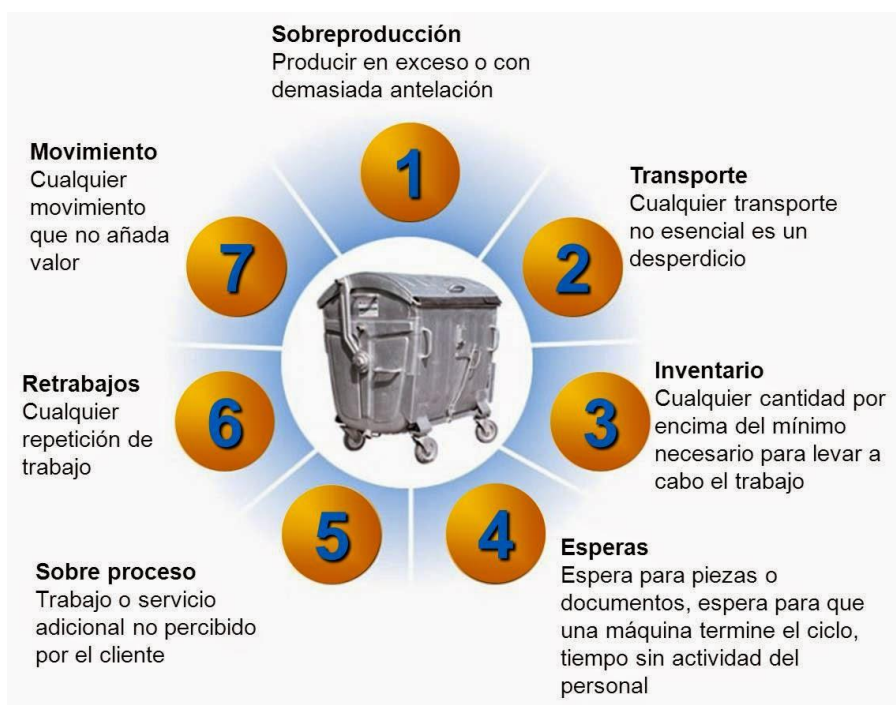 Sobreproducción
Producir en exceso o con
demasiada antelación
1
Transporte
Cualquier transporte
no esencial es un
desperdicio
2
Inventario
Cualquier cantidad por
encima del mínimo
necesario para levar a
cabo el trabajo
3
Esperas
Espera para piezas o
documentos, espera para que
una máquina termine el ciclo,
tiempo sin actividad del
personal
4
Sobre proceso
Trabajo o servicio
adicional no percibido
por el cliente
5
Retrabajos
Cualquier
repetición de
trabajo
6
Movimiento
Cualquier
movimiento
que no añada
valor
7